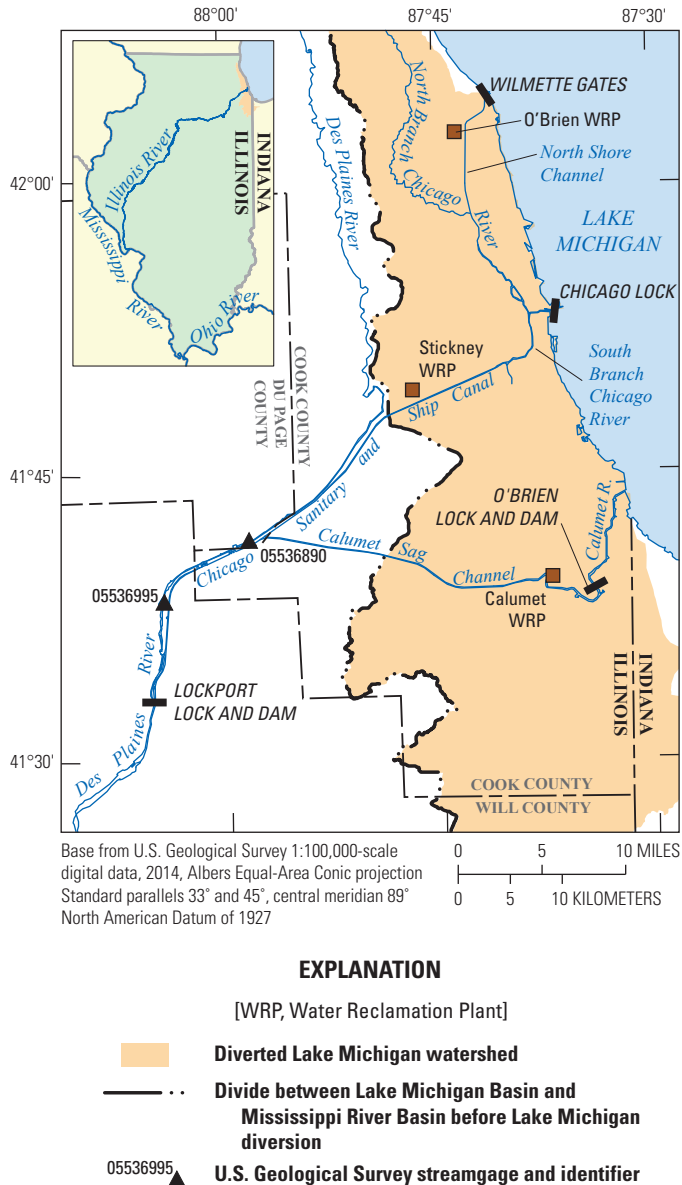 88°00'
87°45'
87°30'
42°00'
41°45'
41°30'
Illinois River
Mississippi
River
Ohio River
INDIANA
ILLINOIS
Des Plaines River
North Branch
Chicago
River
WILMETTE GATES
O'Brien WRP
North Shore
Channel
LAKE
MICHIGAN
CHICAGO LOCK
Stickney
WRP
South
Branch
Chicago
River
COOK COUNTY
DU PAGE
COUNTY
Chicago Sanitary and Ship Canal
O'BRIEN
LOCK AND DAM
Calumet R.
05536890
Calumet Sag Channel
05536995
Calumet
WRP
LOCKPORT
LOCK AND DAM
Des Plaines River
INDIANA
ILLINOIS
COOK COUNTY
WILL COUNTY
Base from U.S. Geological Survey 1:100,000-scale
digital data, 2014, Albers Equal-Area Conic projection
Standard parallels 33° and 45°, central meridian 89°
North American Datum of 1927
0 5 10 MILES
0 5 10 KILOMETERS
EXPLANATION
[WRP, Water Reclamation Plant]
Diverted Lake Michigan watershed
Divide between Lake Michigan Basin and
Mississippi River Basin before Lake Michigan
diversion
05536995
U.S. Geological Survey streamgage and identifier